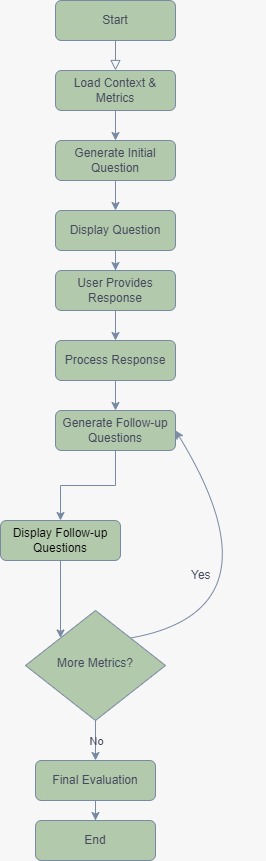 Start
Load Context &
Metrics
Generate Initial
Question
Display Question
User Provides
Response
Process Response
Generate Follow-up
Questions
Display Follow-up
Questions
Yes
More Metrics?
No
Final Evaluation
End